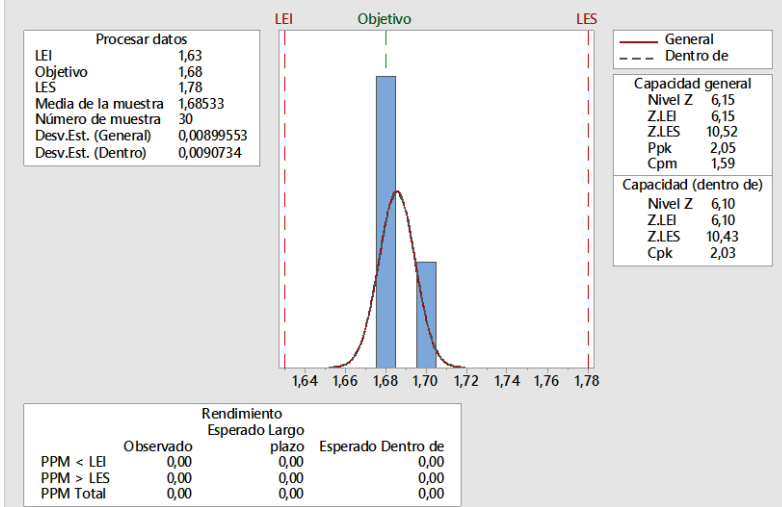 LEI Objetivo LES
Procesar datos
LEI 1,63
Objetivo 1,68
LES 1,78
Media de la muestra 1,68533
Número de muestra 30
Desv.Est. (General) 0,00899553
Desv.Est. (Dentro) 0,0090734
General
Dentro de
Capacidad general
Nivel Z 6,15
Z.LEI 6,15
Z.LES 10,52
Ppk 2,05
Cpm 1,59
Capacidad (dentro de)
Nivel Z 6,10
Z.LEI 6,10
Z.LES 10,43
Cpk 2,03
1,64 1,66 1,68 1,70 1,72 1,74 1,76 1,78
Rendimiento
Esperado Largo
Observado plazo Esperado Dentro de
PPM < LEI 0,00 0,00 0,00
PPM > LES 0,00 0,00 0,00
PPM Total 0,00 0,00 0,00